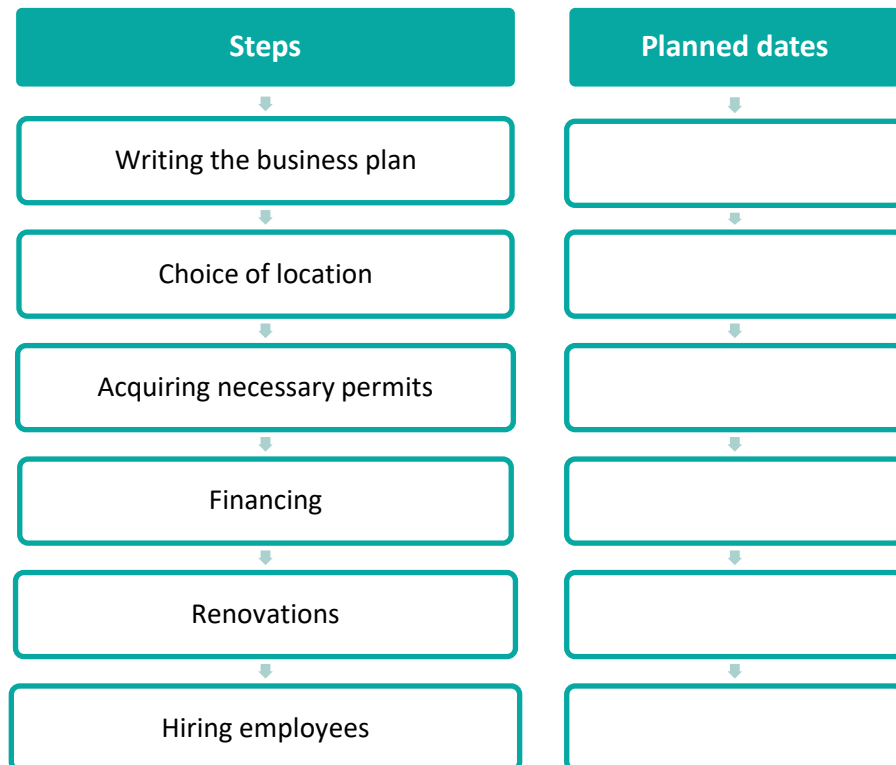 Steps
Planned dates
Writing the business plan
Choice of location
Acquiring necessary permits
Financing
Renovations
Hiring employees